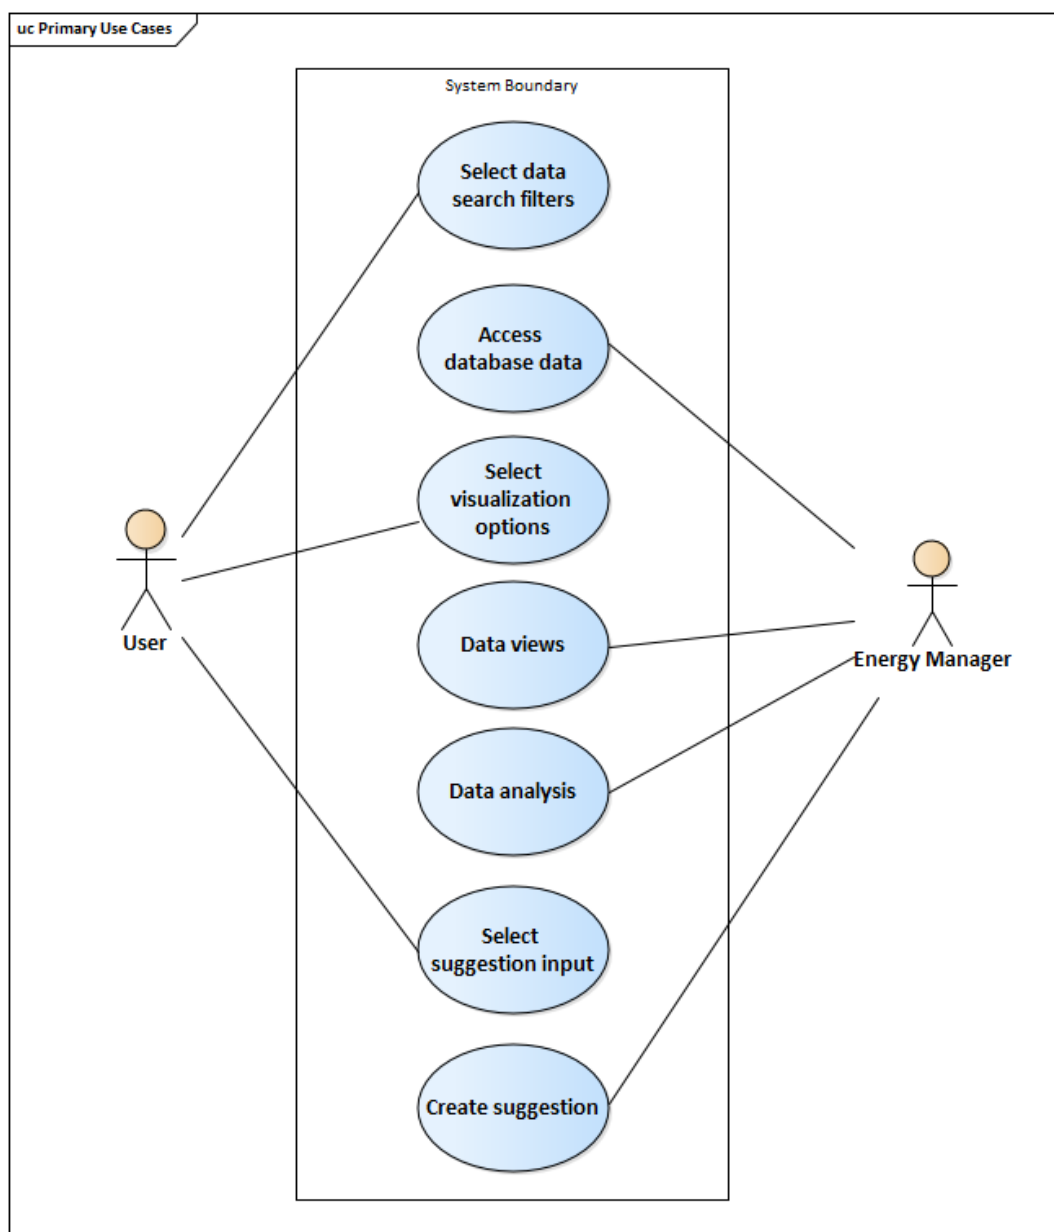 uc Primary Use Cases
System Boundary
Select data
search filters
Access
database data
Select
visualization
options
User
Data views
Energy Manager
Data analysis
Select
suggestion input
Create suggestion